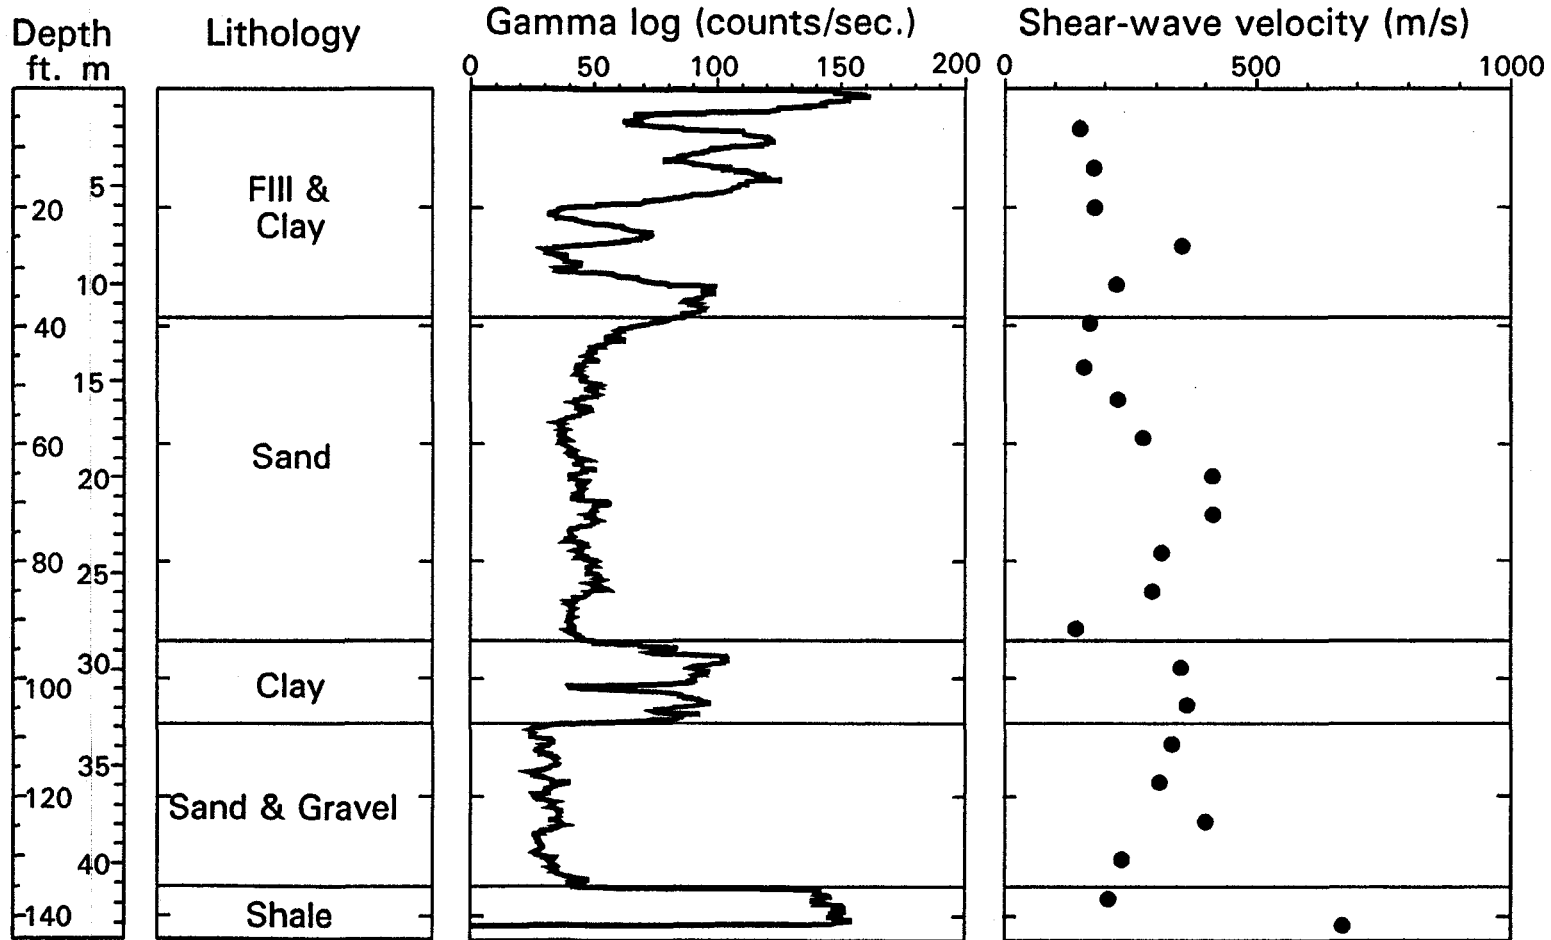 Depth
ft. m
Lithology
Gamma log (counts/sec.)
0 50 100 150 200
Shear-wave velocity (m/s)
0 500 1000
5
20
10
40
15
60
20
80
25
30
100
35
120
40
140
FIll &
Clay
Sand
Clay
Sand & Gravel
Shale